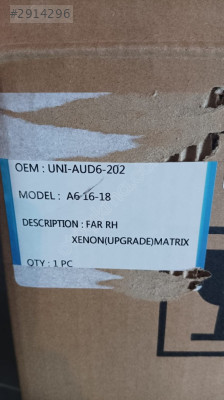 #2914296
OEM : UNI-AUD6-202
MODEL : A6 16-18
DESCRIPTION : FAR RH
XENON(UPGRADE)MATRIX
QTY : 1 PC